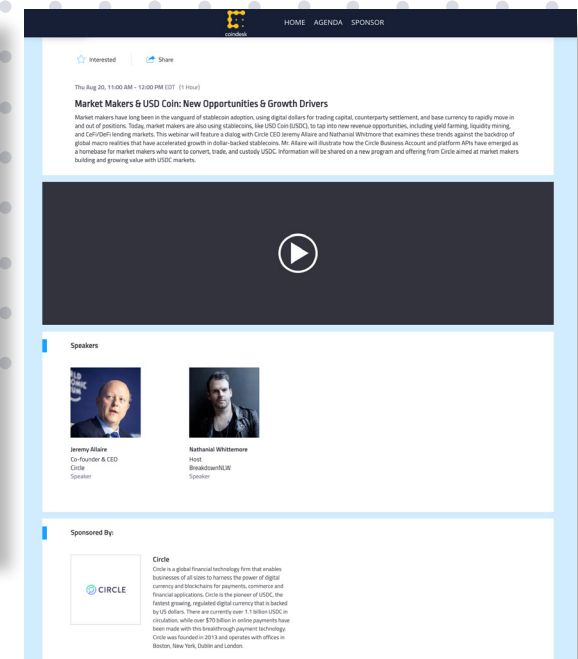 coindesk
HOME AGENDA SPONSOR
Interested
Share
Thu Aug 20, 11:00 AM - 12:00 PM EDT (1 Hour)
Market Makers & USD Coin: New Opportunities & Growth Drivers
Market makers have long been in the vanguard of stablecoin adoption, using digital dollars for trading capital, counterparty settlement, and base currency to rapidly move in
and out of positions. Today, market makers are also using stablecoins, like USD Coin (USDC), to tap into new revenue opportunities, including yield farming, liquidity mining,
and CeFi/DeFi lending markets. This webinar will feature a dialog with Circle CEO Jeremy Allaire and Nathanial Whitmore that examines these trends against the backdrop of
global macro realities that have accelerated growth in dollar-backed stablecoins. Mr. Allaire will illustrate how the Circle Business Account and platform APIs have emerged as
a homebase for market makers who want to convert, trade, and custody USDC. Information will be shared on a new program and offering from Circle aimed at market makers
building and growing value with USDC markets.
Speakers
Jeremy Allaire
Co-founder & CEO
Circle
Speaker
Nathanial Whittemore
Host
BreakdownNLW
Speaker
Sponsored By:
CIRCLE
Circle
Circle is a global financial technology firm that enables
businesses of all sizes to harness the power of digital
currency and blockchains for payments, commerce and
financial applications. Circle is the pioneer of USDC, the
fastest growing, regulated digital currency that is backed
by US dollars. There are currently over 1.1 billion USDC in
circulation, while over $70 billion in online payments have
been made with this breakthrough payment technology.
Circle was founded in 2013 and operates with offices in
Boston, New York, Dublin and London.